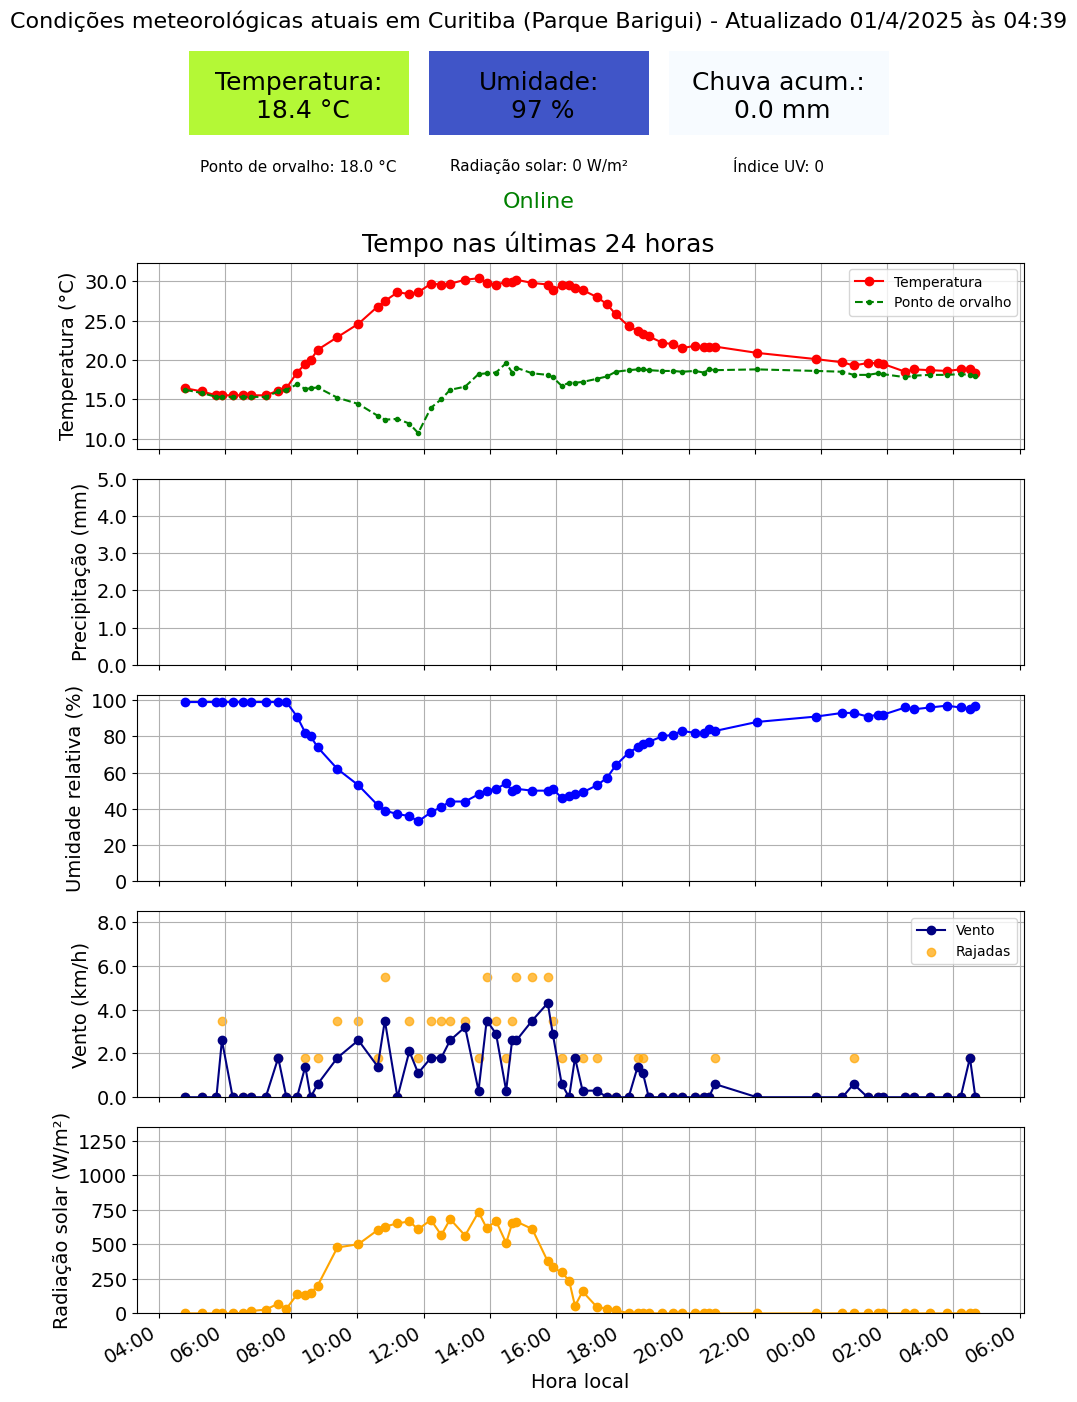 Condições meteorológicas atuais em Curitiba (Parque Barigui) - Atualizado 01/4/2025 às 04:39
Temperatura:
18.4 °C
Umidade:
97 %
Chuva acum.:
0.0 mm
Ponto de orvalho: 18.0 °C
Radiação solar: 0 W/m²
Índice UV: 0
Online
Tempo nas últimas 24 horas
Temperatura (°C)
30.0
25.0
20.0
15.0
10.0
Temperatura
Ponto de orvalho
Precipitação (mm)
5.0
4.0
3.0
2.0
1.0
0.0
Umidade relativa (%)
100
80
60
40
20
0
Vento (km/h)
8.0
6.0
4.0
2.0
0.0
Vento
Rajadas
Radiação solar (W/m²)
1250
1000
750
500
250
0
04:00 06:00 08:00 10:00 12:00 14:00 16:00 18:00 20:00 22:00 00:00 02:00 04:00 06:00
Hora local